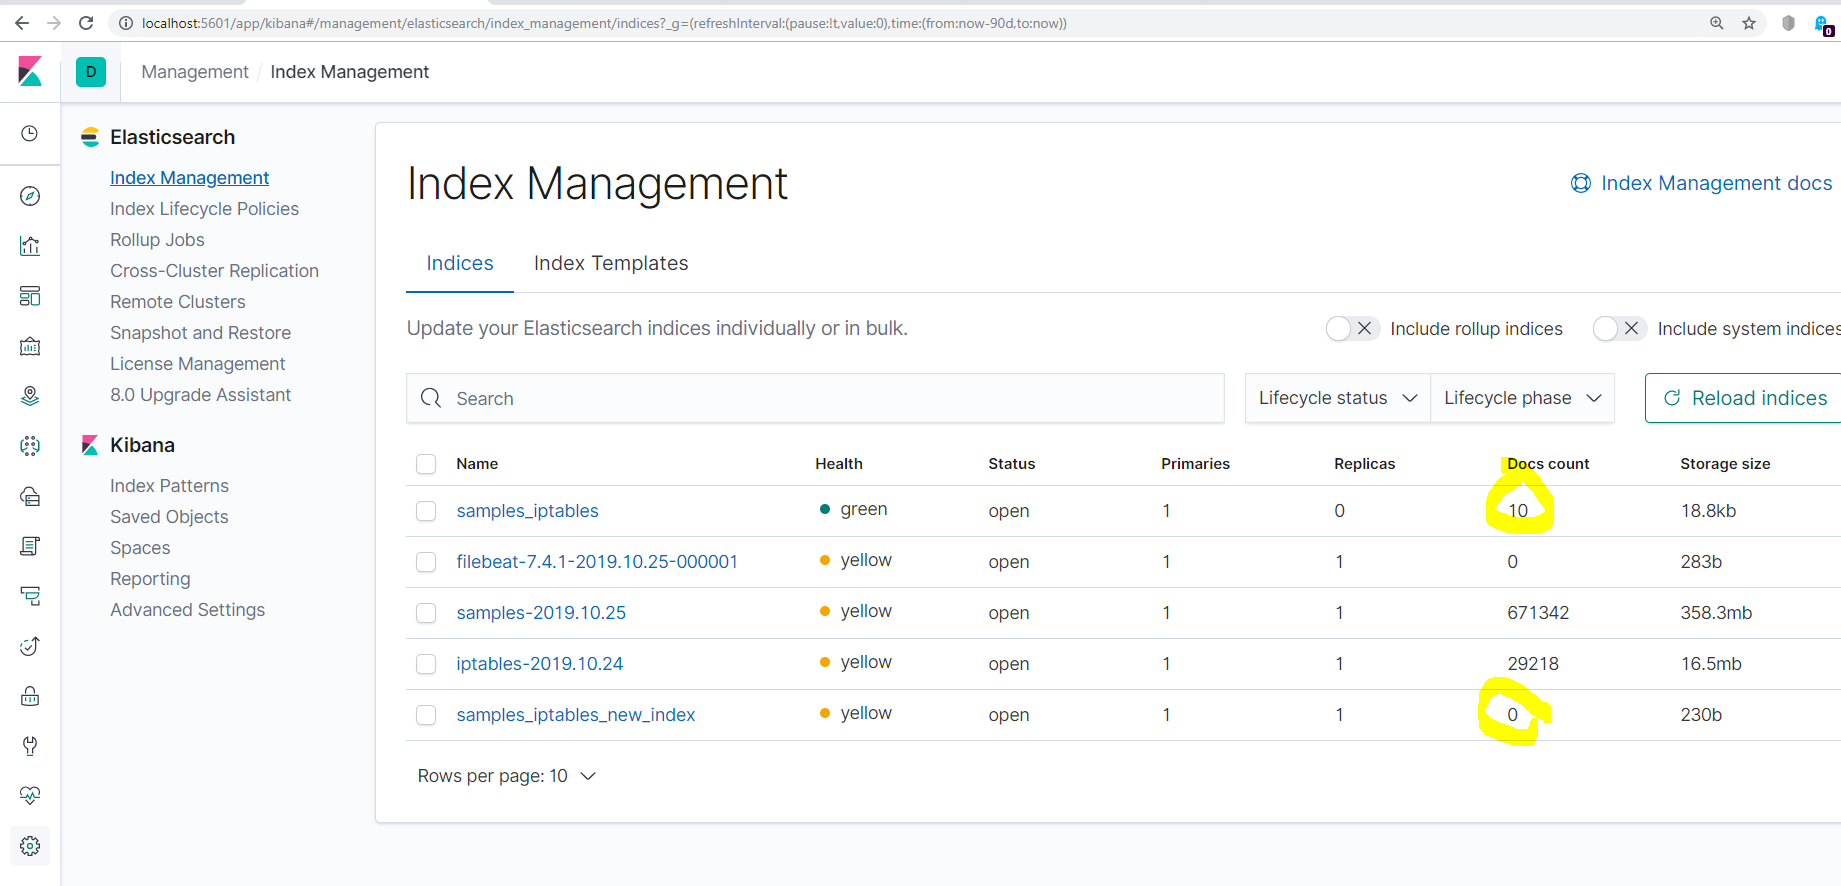 localhost:5601/app/kibana#/management/elasticsearch/index_management/indices?_g=(refreshInterval:(pause:!t,value:0),time:(from:now-90d,to:now))
0
D
Management / Index Management
Elasticsearch
Index Management
Index Lifecycle Policies
Rollup Jobs
Cross-Cluster Replication
Remote Clusters
Snapshot and Restore
License Management
8.0 Upgrade Assistant
Kibana
Index Patterns
Saved Objects
Spaces
Reporting
Advanced Settings
Index Management
Index Management docs
Indices Index Templates
Update your Elasticsearch indices individually or in bulk.
Include rollup indices Include system indices
Search Lifecycle status Lifecycle phase Reload indices
Name Health Status Primaries Replicas Docs count Storage size
samples_iptables green open 1 0 10 18.8kb
filebeat-7.4.1-2019.10.25-000001 yellow open 1 1 0 283b
samples-2019.10.25 yellow open 1 1 671342 358.3mb
iptables-2019.10.24 yellow open 1 1 29218 16.5mb
samples_iptables_new_index yellow open 1 1 0 230b
Rows per page: 10